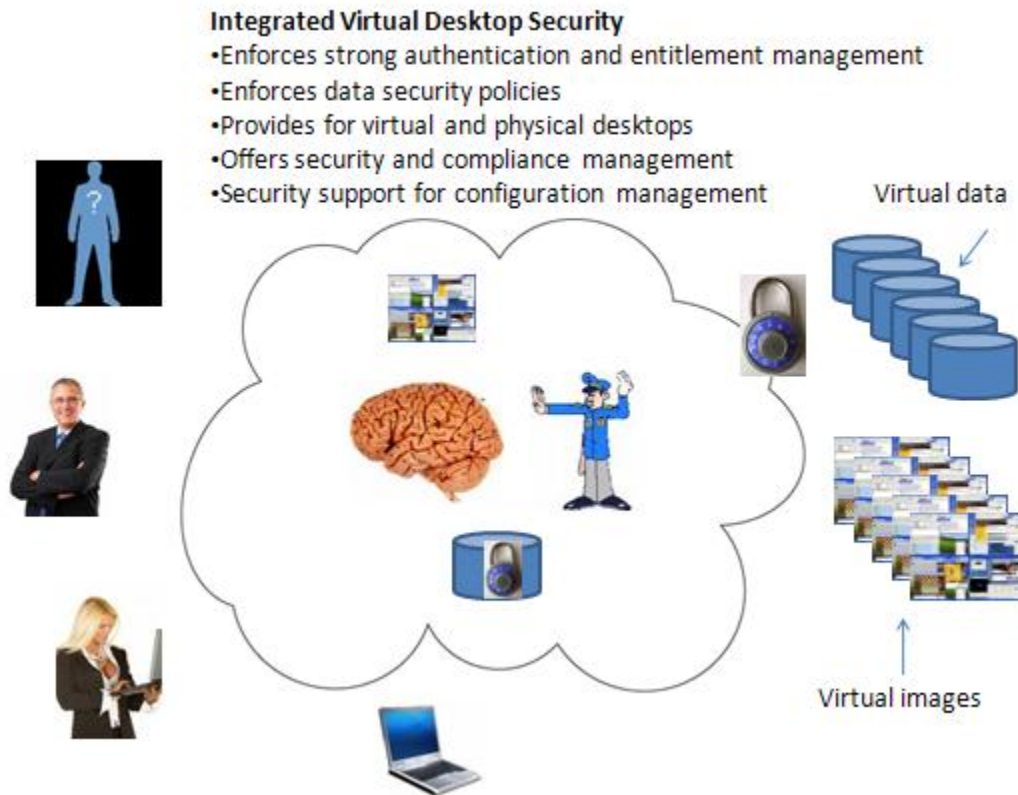 Integrated Virtual Desktop Security
•Enforces strong authentication and entitlement management
•Enforces data security policies
•Provides for virtual and physical desktops
•Offers security and compliance management
•Security support for configuration management
Virtual data
?
Virtual images